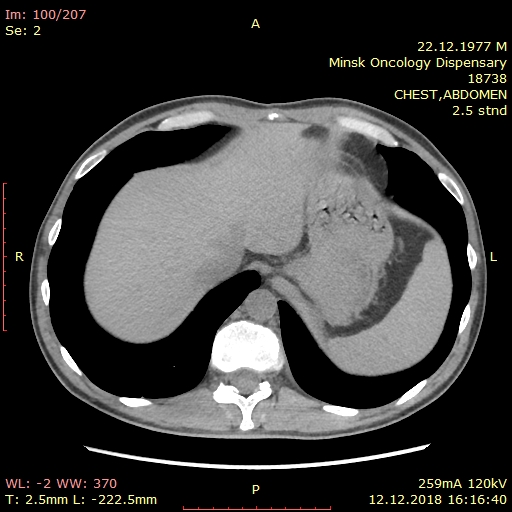 Im: 100/207
Se: 2
A
22.12.1977 M
Minsk Oncology Dispensary
18738
CHEST,ABDOMEN
2.5 stnd
R
L
WL: -2 WW: 370
T: 2.5mm L: -222.5mm
P
259mA 120kV
12.12.2018 16:16:40